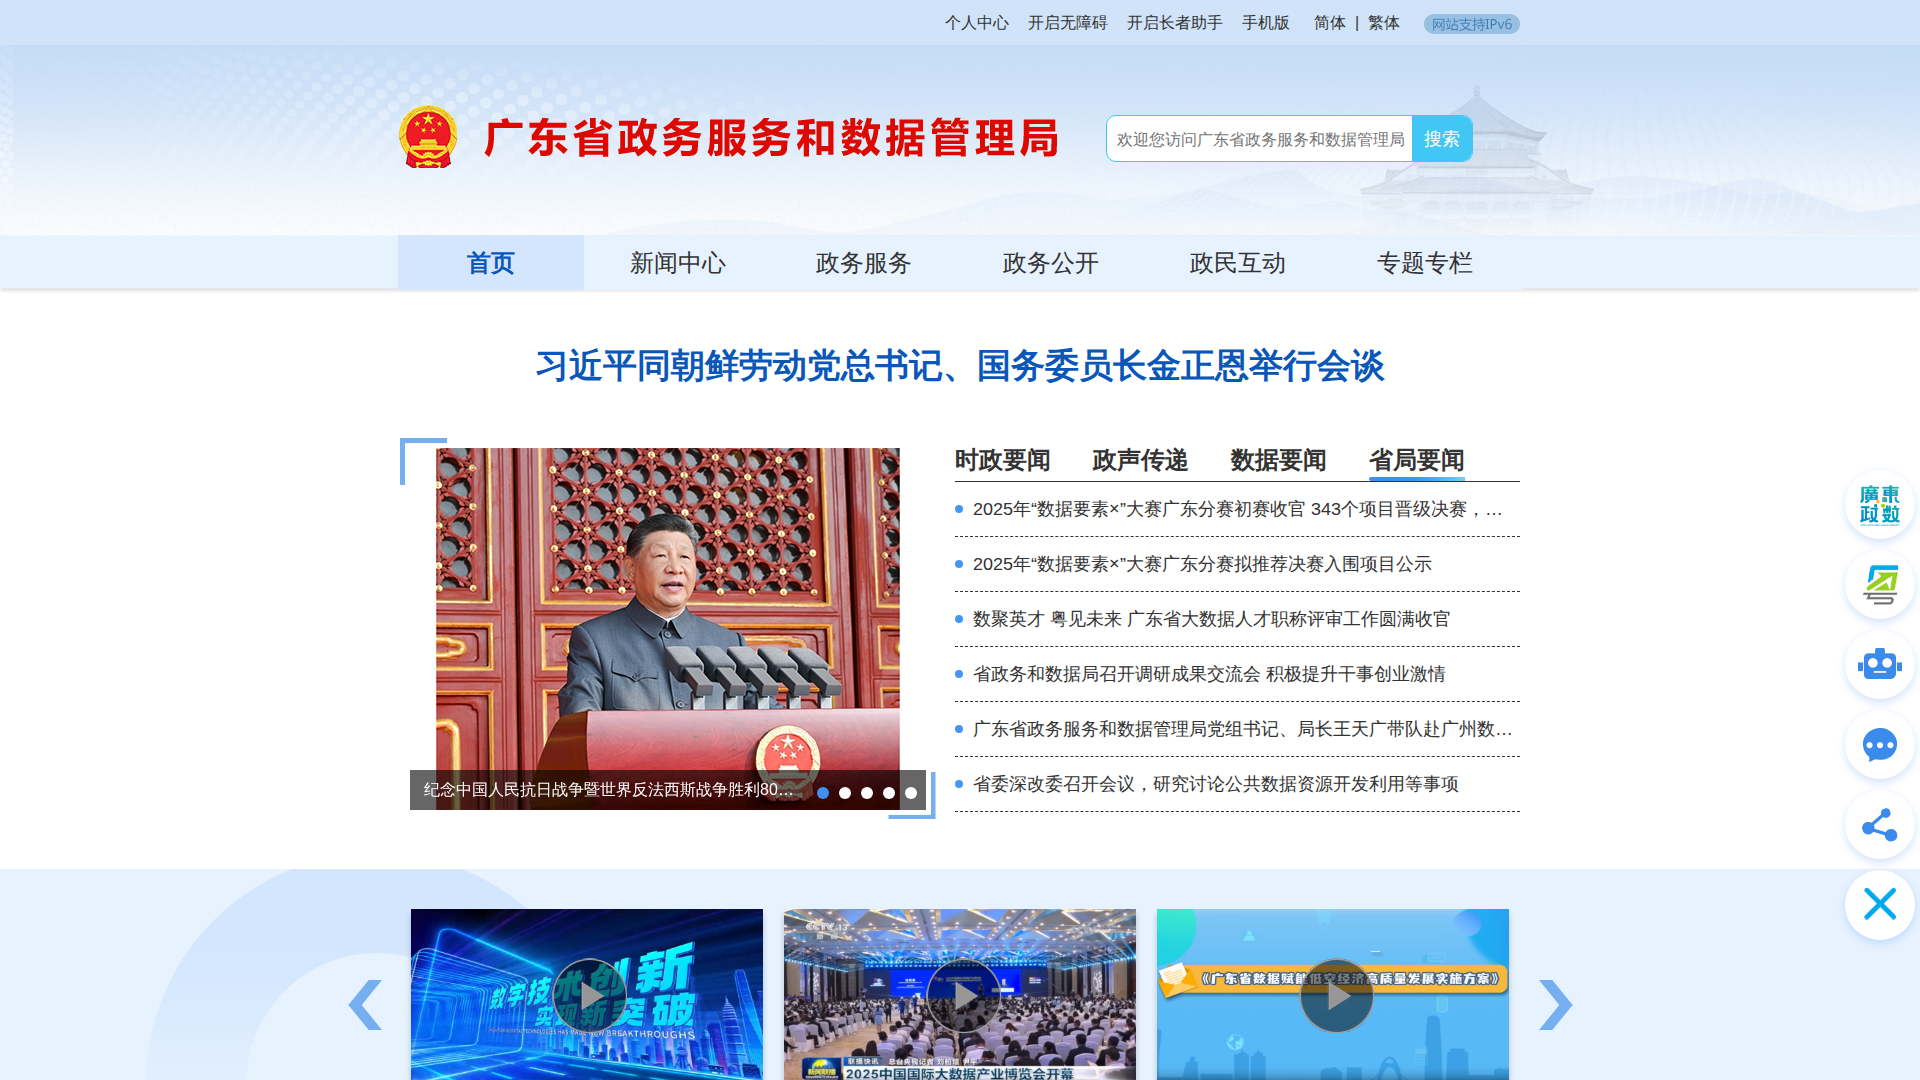 个人中心 开启无障碍 开启长者助手 手机版 简体 | 繁体 网站支持IPv6
广东省政务服务和数据管理局
欢迎您访问广东省政务服务和数据管理局 搜索
首页 新闻中心 政务服务 政务公开 政民互动 专题专栏
习近平同朝鲜劳动党总书记、国务委员长金正恩举行会谈
时政要闻 政声传递 数据要闻 省局要闻
2025年“数据要素×”大赛广东分赛初赛收官 343个项目晋级决赛，…
2025年“数据要素×”大赛广东分赛拟推荐决赛入围项目公示
数聚英才 粤见未来 广东省大数据人才职称评审工作圆满收官
省政务和数据局召开调研成果交流会 积极提升干事创业激情
广东省政务服务和数据管理局党组书记、局长王天广带队赴广州数…
省委深改委召开会议，研究讨论公共数据资源开发利用等事项
纪念中国人民抗日战争暨世界反法西斯战争胜利80…
廣東
政数
数字技术创新
实现新突破
TECHNOLOGIES HAS MADE NEW BREAKTHROUGHS
CCTV-13
新闻联播
联播快讯
2025中国国际大数据产业博览会开幕
《广东省数据赋能低空经济高质量发展实施方案》